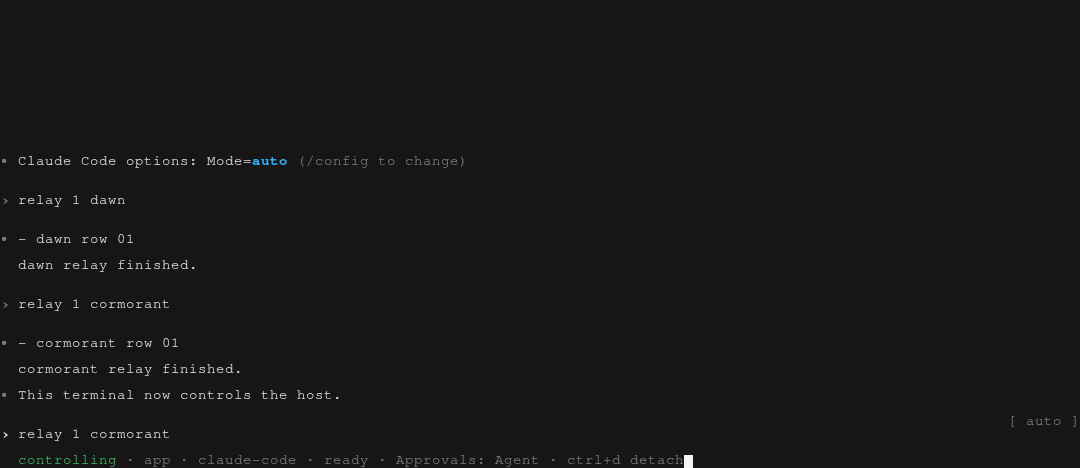 • Claude Code options: Mode=auto (/config to change)
› relay 1 dawn
• - dawn row 01
dawn relay finished.
› relay 1 cormorant
• - cormorant row 01
cormorant relay finished.
• This terminal now controls the host.
[ auto ]
› relay 1 cormorant
controlling · app · claude-code · ready · Approvals: Agent · ctrl+d detach